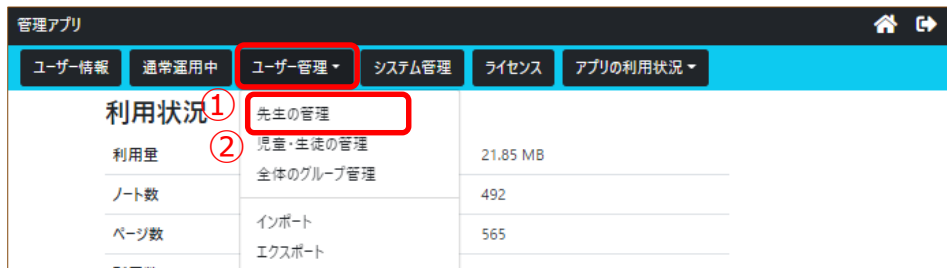 管理アプリ
ユーザー情報 通常運用中 ユーザー管理 システム管理 ライセンス アプリの利用状況
利用状況
① 先生の管理
② 児童・生徒の管理
全体のグループ管理
インポート
エクスポート
利用量 21.85 MB
ノート数 492
ページ数 565